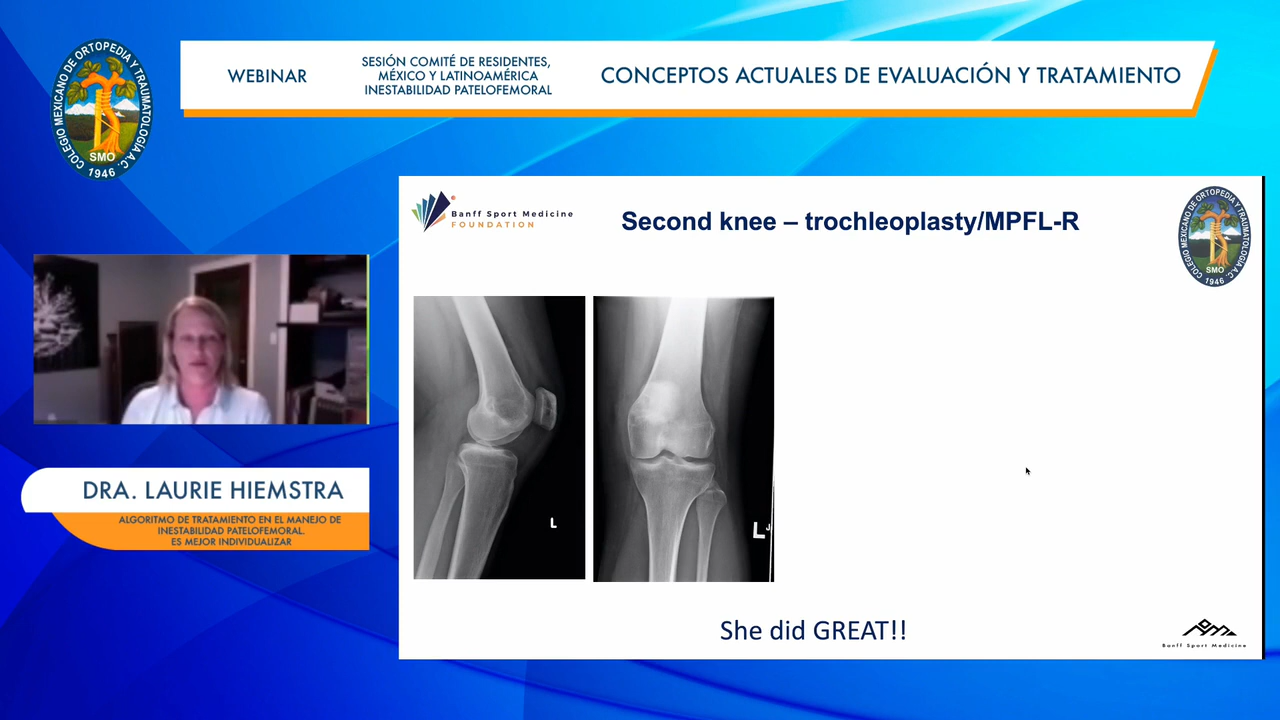 COLEGIO MEXICANO DE ORTOPEDIA Y TRAUMATOLOGIA A.C.
SMO
1946
WEBINAR
SESIÓN COMITÉ DE RESIDENTES,
MÉXICO Y LATINOAMÉRICA
INESTABILIDAD PATELOFEMORAL
CONCEPTOS ACTUALES DE EVALUACIÓN Y TRATAMIENTO
Banff Sport Medicine
FOUNDATION
Second knee – trochleoplasty/MPFL-R
COLEGIO MEXICANO DE ORTOPEDIA Y TRAUMATOLOGIA A.C.
SMO
1946
L
L
J
DRA. LAURIE HIEMSTRA
ALGORITMO DE TRATAMIENTO EN EL MANEJO DE
INESTABILIDAD PATELOFEMORAL.
ES MEJOR INDIVIDUALIZAR
She did GREAT!!
Banff Sport Medicine